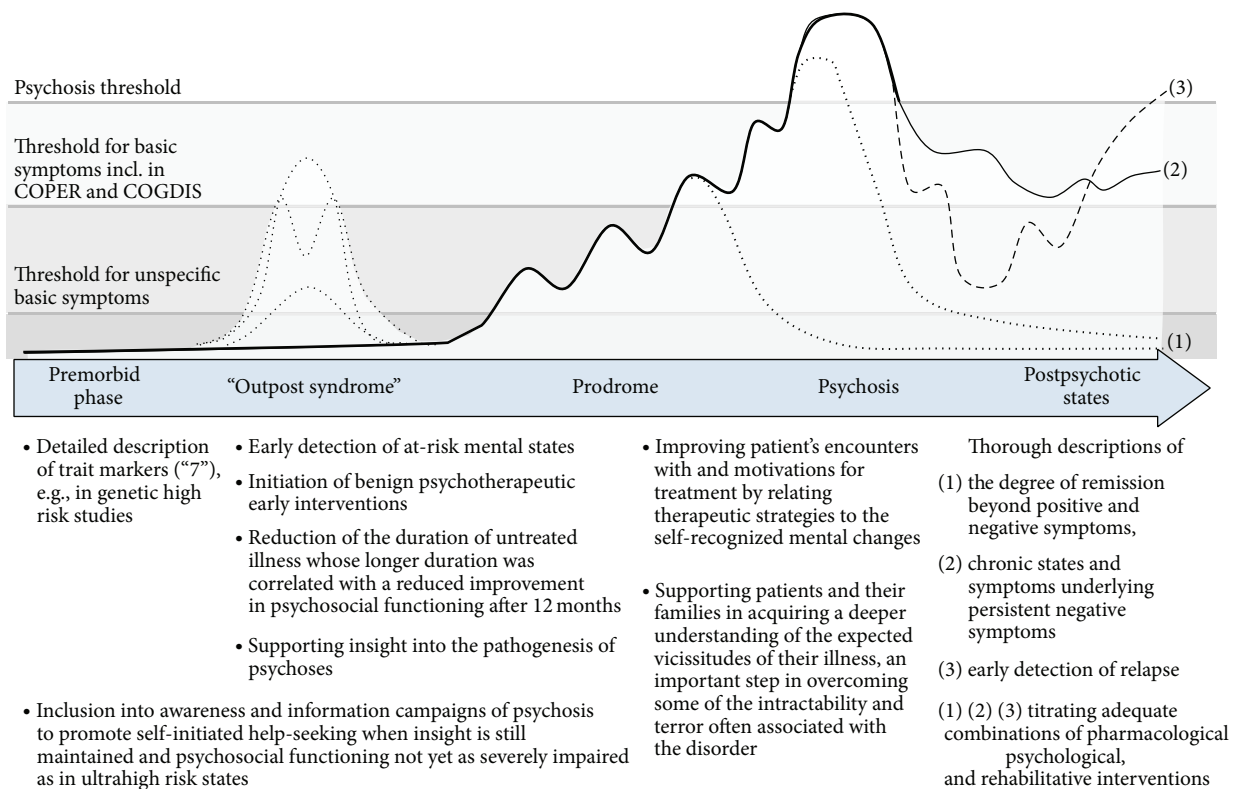 Psychosis threshold
Threshold for basic
symptoms incl. in
COPER and COGDIS
Threshold for unspecific
basic symptoms
(3)
(2)
(1)
Premorbid
phase
“Outpost syndrome”
Prodrome
Psychosis
Postpsychotic
states
• Detailed description
of trait markers (“7”),
e.g., in genetic high
risk studies
• Early detection of at-risk mental states
• Initiation of benign psychotherapeutic
early interventions
• Reduction of the duration of untreated
illness whose longer duration was
correlated with a reduced improvement
in psychosocial functioning after 12 months
• Supporting insight into the pathogenesis of
psychoses
• Inclusion into awareness and information campaigns of psychosis
to promote self-initiated help-seeking when insight is still
maintained and psychosocial functioning not yet as severely impaired
as in ultrahigh risk states
• Improving patient’s encounters
with and motivations for
treatment by relating
therapeutic strategies to the
self-recognized mental changes
• Supporting patients and their
families in acquiring a deeper
understanding of the expected
vicissitudes of their illness, an
important step in overcoming
some of the intractability and
terror often associated with
the disorder
Thorough descriptions of
(1) the degree of remission
beyond positive and
negative symptoms,
(2) chronic states and
symptoms underlying
persistent negative
symptoms
(3) early detection of relapse
(1) (2) (3) titrating adequate
combinations of pharmacological
psychological,
and rehabilitative interventions